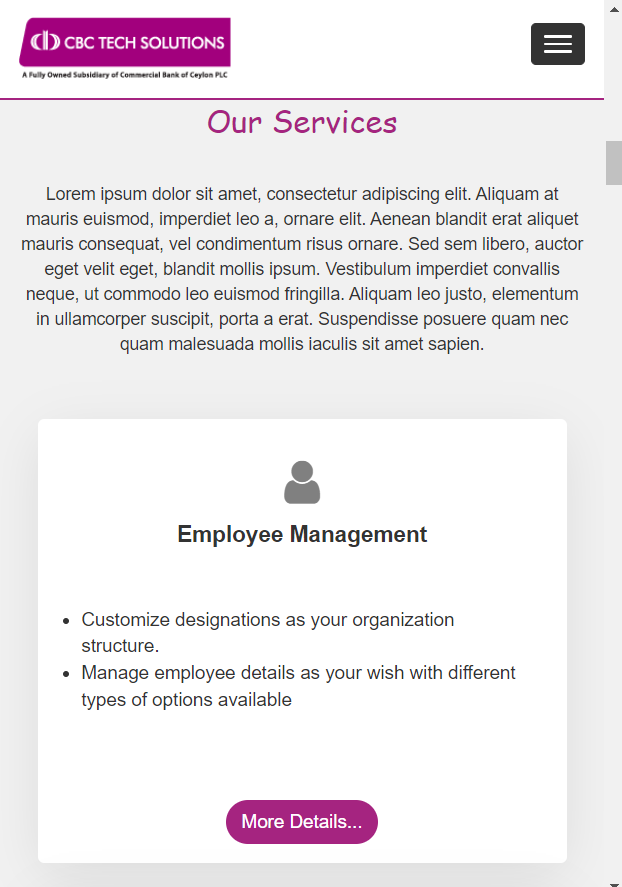 CBC TECH SOLUTIONS
A Fully Owned Subsidiary of Commercial Bank of Ceylon PLC
Our Services
Lorem ipsum dolor sit amet, consectetur adipiscing elit. Aliquam at
mauris euismod, imperdiet leo a, ornare elit. Aenean blandit erat aliquet
mauris consequat, vel condimentum risus ornare. Sed sem libero, auctor
eget velit eget, blandit mollis ipsum. Vestibulum imperdiet convallis
neque, ut commodo leo euismod fringilla. Aliquam leo justo, elementum
in ullamcorper suscipit, porta a erat. Suspendisse posuere quam nec
quam malesuada mollis iaculis sit amet sapien.
Employee Management
• Customize designations as your organization
structure.
• Manage employee details as your wish with different
types of options available
More Details...